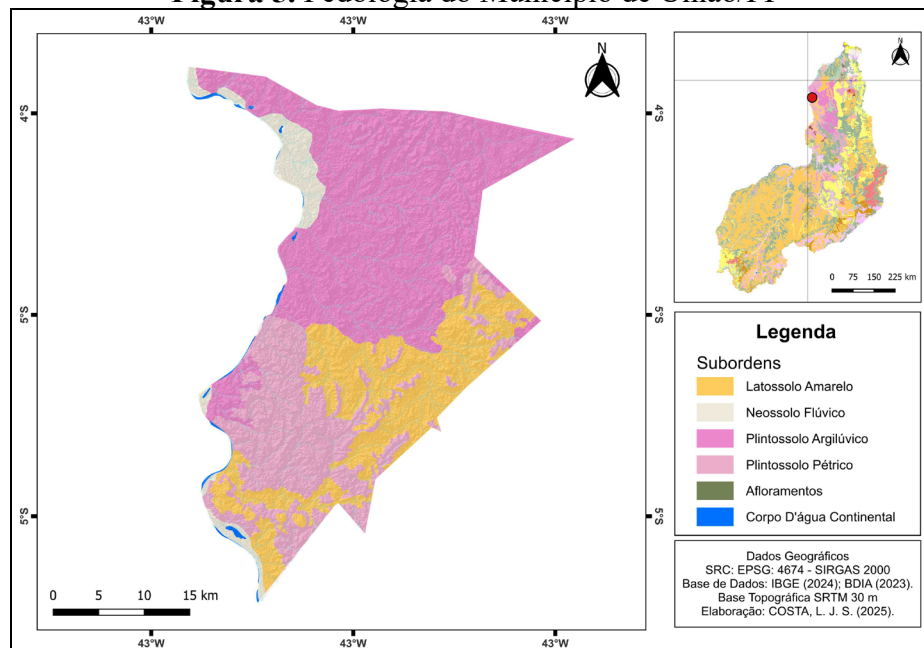 Figura 3. Pedologia do Município de União/PI
43°W 43°W 43°W
N
4°S 4°S
5°S 5°S
5°S 5°S
0 5 10 15 km
43°W 43°W 43°W
0 75 150 225 km
Legenda
Subordens
Latossolo Amarelo
Neossolo Flúvico
Plintossolo Argilúvico
Plintossolo Pétrico
Afloramentos
Corpo D'água Continental
Dados Geográficos
SRC: EPSG: 4674 - SIRGAS 2000
Base de Dados: IBGE (2024); BDIA (2023).
Base Topográfica SRTM 30 m
Elaboração: COSTA, L. J. S. (2025).